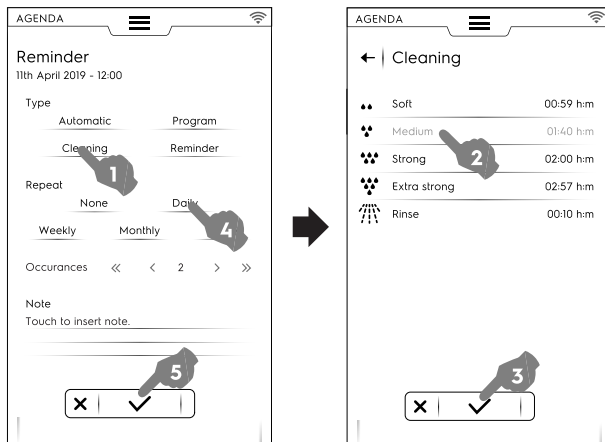 AGENDA
Reminder
11th April 2019 - 12:00
Type
Automatic Program
Cleaning Reminder
1
Repeat
None Daily
4
Weekly Monthly
Occurances << < 2 > >>
Note
Touch to insert note.
5
AGENDA
Cleaning
Soft 00:59 h:m
Medium 01:40 h:m
2
Strong 02:00 h:m
Extra strong 02:57 h:m
Rinse 00:10 h:m
3